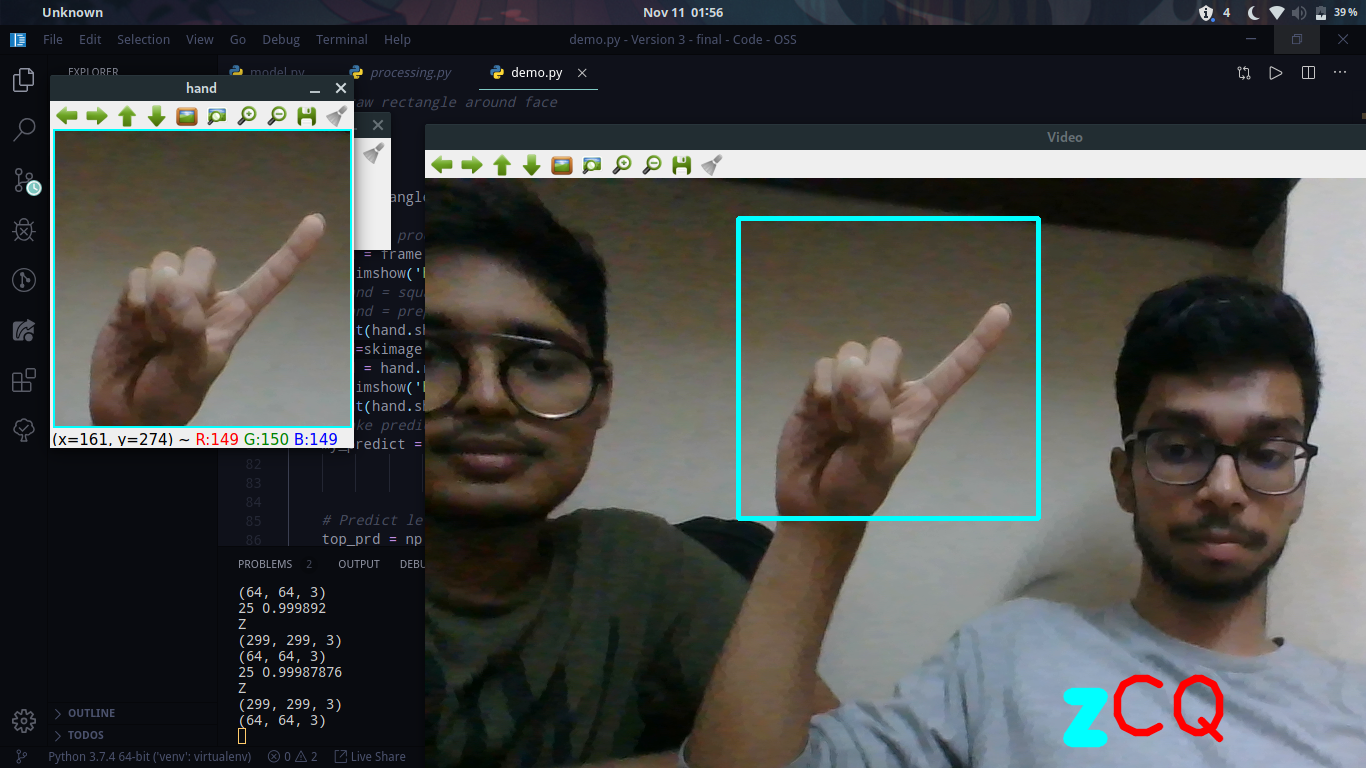 Unknown
Nov 11 01:56
4
39 %
File Edit Selection View Go Debug Terminal Help
demo.py - Version 3 - final - Code - OSS
EXPLORER
model.py
processing.py
demo.py
aw rectangle around face
hand
Video
angle
pro
= frame
imshow('h
nd = squ
nd = prep
t(hand.sh
=skimage
= hand.r
imshow('h
t(hand.sh
ke predi
y_predict =
(x=161, y=274) ~ R:149 G:150 B:149
82
83
84
85 # Predict le
86 top_prd = np
PROBLEMS 2 OUTPUT DEBU
(64, 64, 3)
25 0.999892
Z
(299, 299, 3)
(64, 64, 3)
25 0.99987876
Z
(299, 299, 3)
(64, 64, 3)
OUTLINE
TODOS
Python 3.7.4 64-bit ('venv': virtualenv) 0 2 Live Share
Z C Q